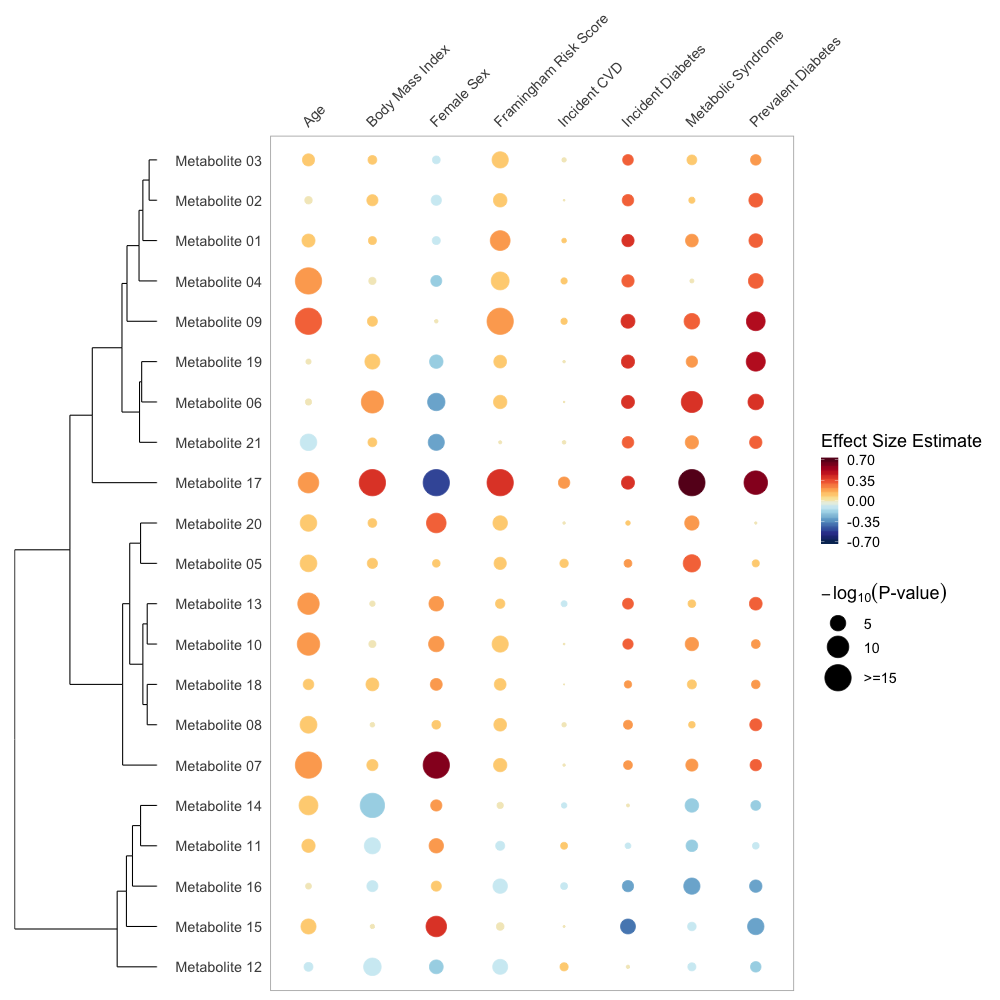 Age
Body Mass Index
Female Sex
Framingham Risk Score
Incident CVD
Incident Diabetes
Metabolic Syndrome
Prevalent Diabetes
Metabolite 03
Metabolite 02
Metabolite 01
Metabolite 04
Metabolite 09
Metabolite 19
Metabolite 06
Metabolite 21
Metabolite 17
Metabolite 20
Metabolite 05
Metabolite 13
Metabolite 10
Metabolite 18
Metabolite 08
Metabolite 07
Metabolite 14
Metabolite 11
Metabolite 16
Metabolite 15
Metabolite 12
Effect Size Estimate
0.70
0.35
0.00
-0.35
-0.70
−log₁₀(P-value)
5
10
>=15